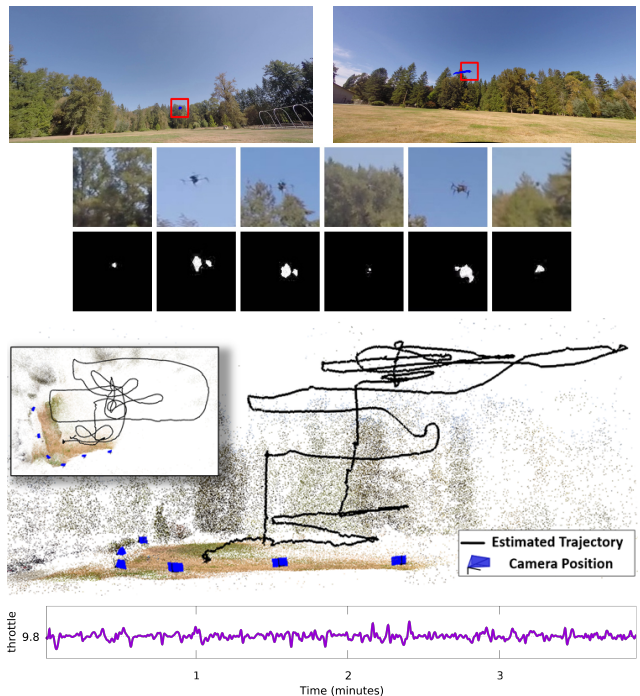 Estimated Trajectory
Camera Position
throttle
9.8
1 2 3
Time (minutes)